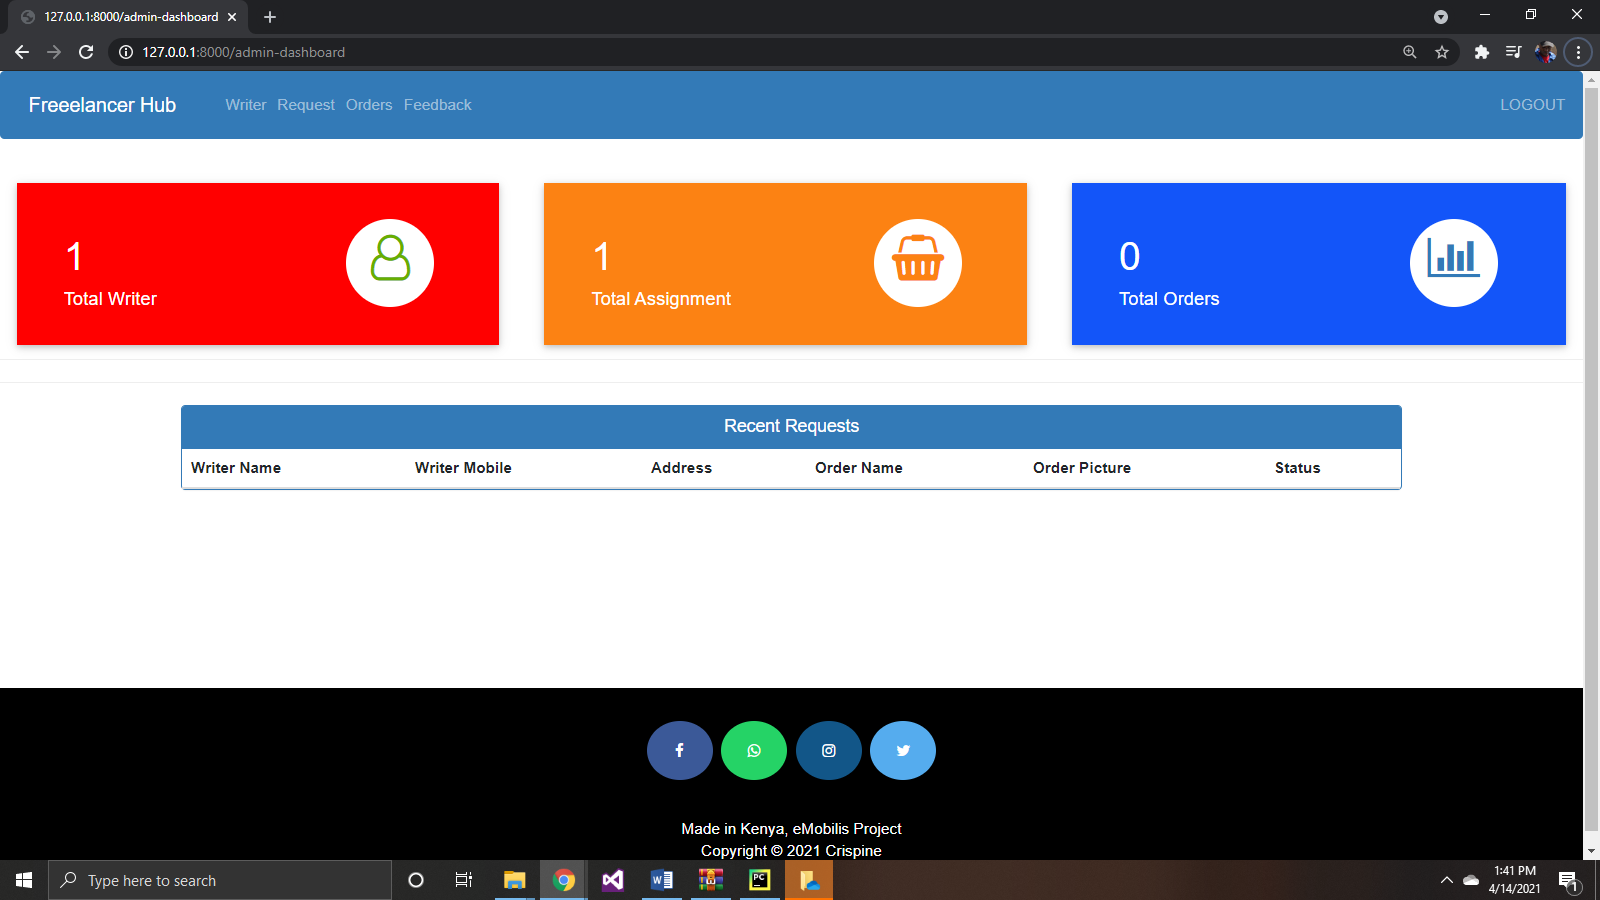 127.0.0.1:8000/admin-dashboard
127.0.0.1:8000/admin-dashboard
Freeelancer Hub Writer Request Orders Feedback LOGOUT
1
Total Writer
1
Total Assignment
0
Total Orders
Recent Requests
Writer Name Writer Mobile Address Order Name Order Picture Status
Made in Kenya, eMobilis Project
Copyright © 2021 Crispine
Type here to search
W
PC
1:41 PM
4/14/2021
1